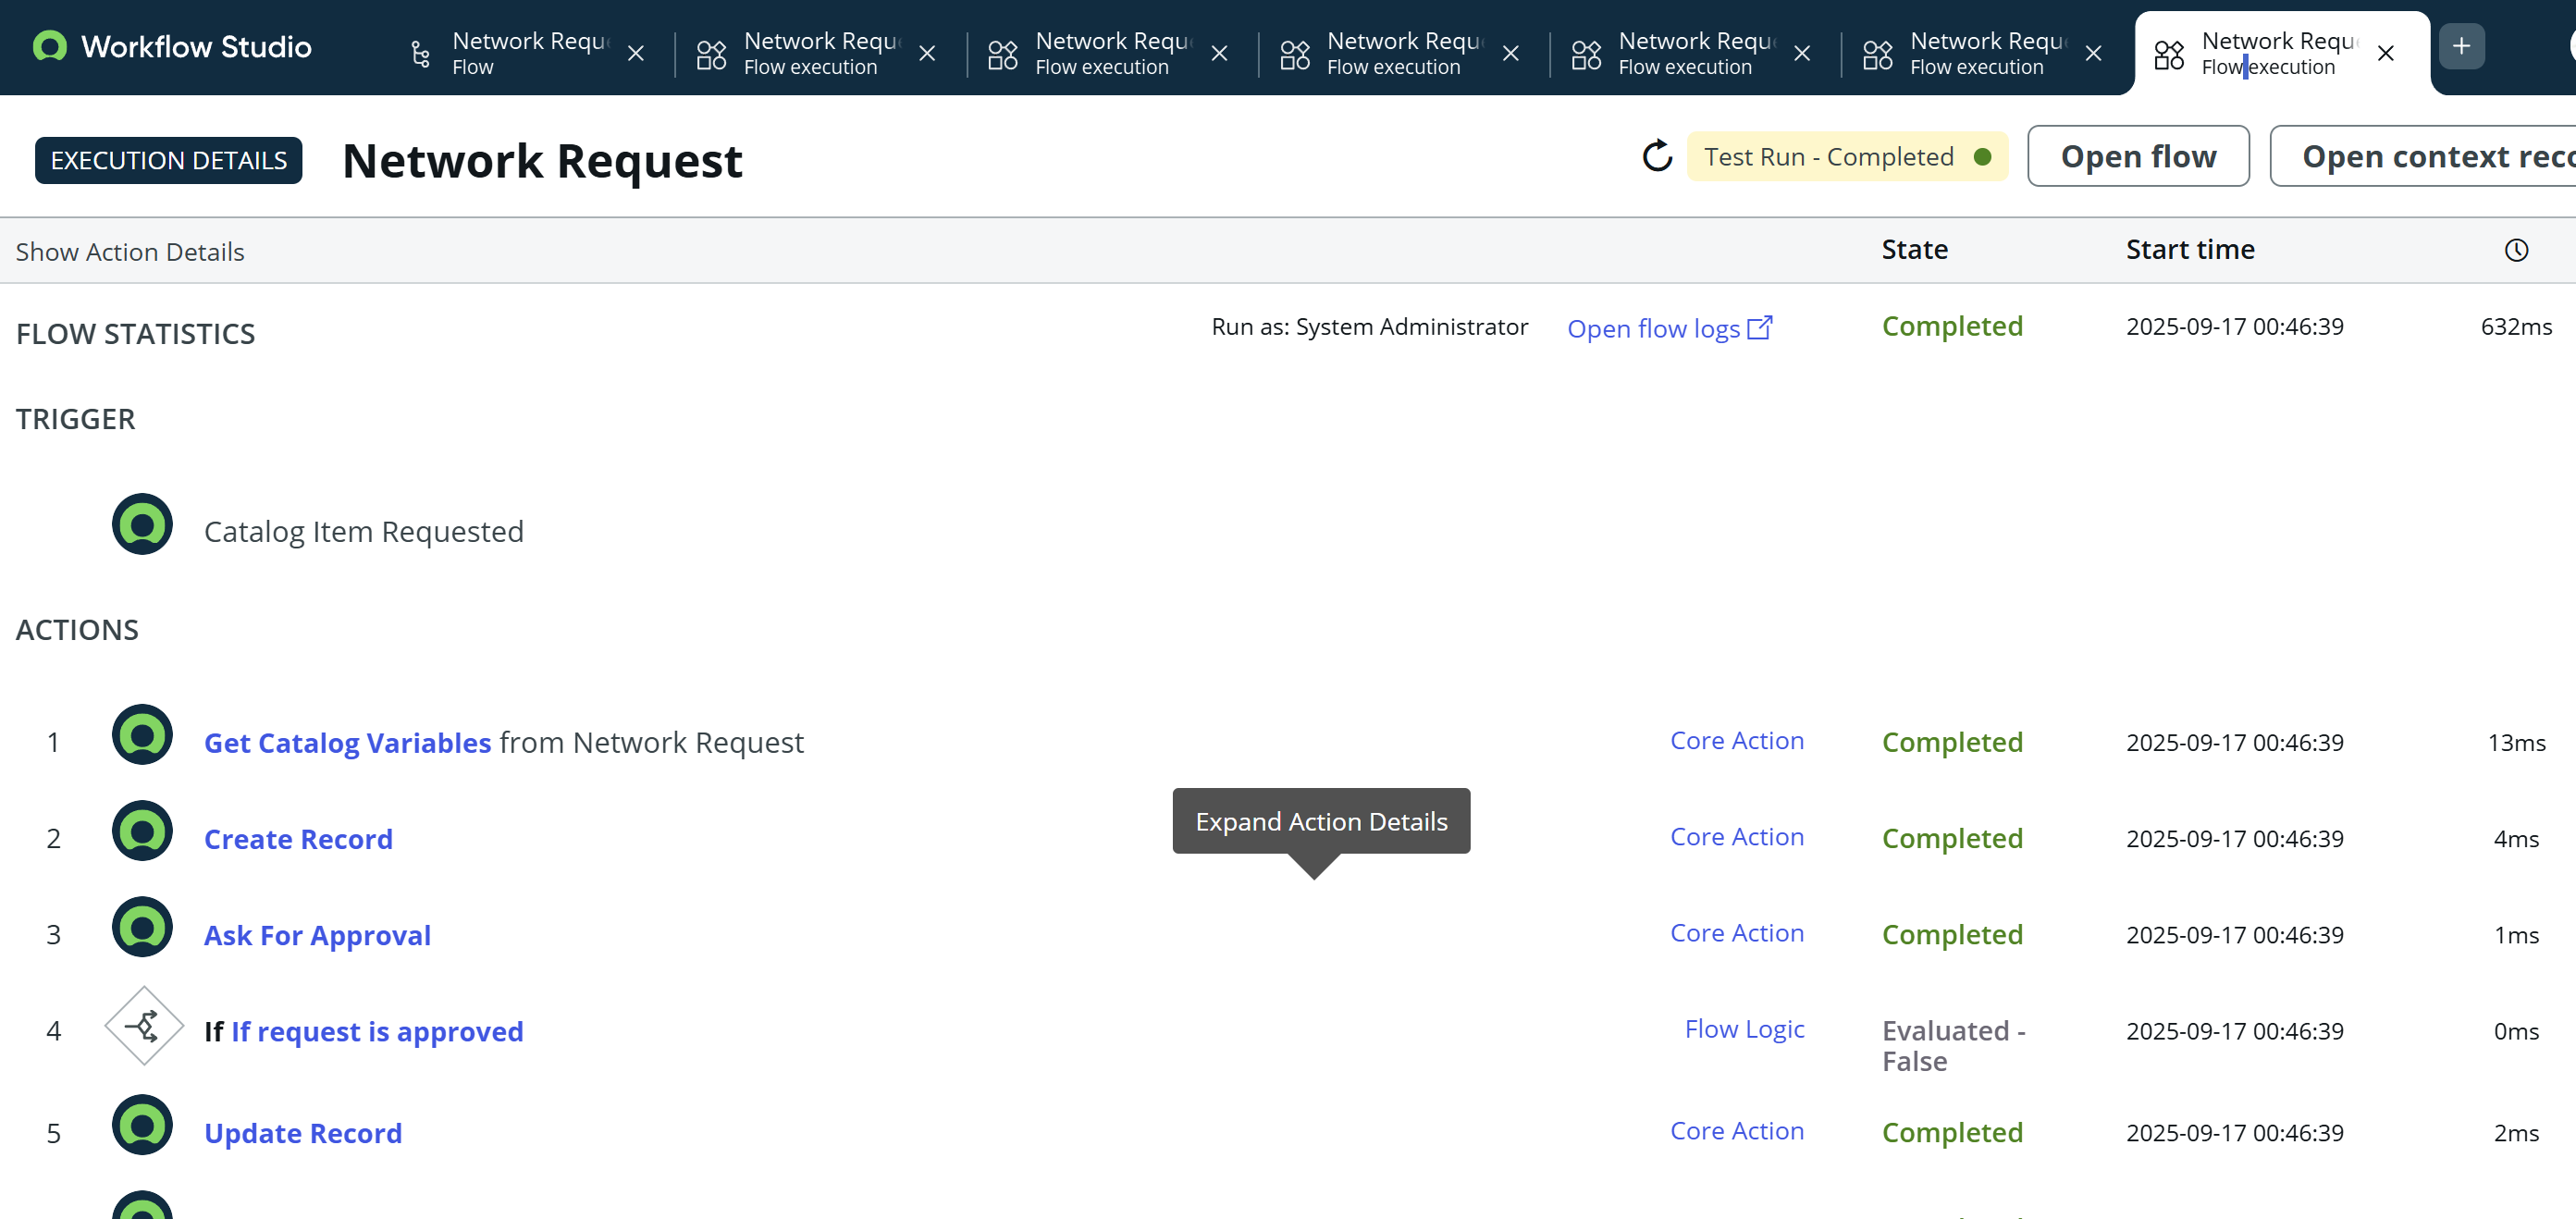 Workflow Studio
Network Requ
Flow
Network Requ
Flow execution
Network Requ
Flow execution
Network Requ
Flow execution
Network Requ
Flow execution
Network Requ
Flow execution
Network Requ
Flow execution
EXECUTION DETAILS
Network Request
Test Run - Completed
Open flow
Open context reco
Show Action Details
State
Start time
FLOW STATISTICS
Run as: System Administrator
Open flow logs
Completed
2025-09-17 00:46:39
632ms
TRIGGER
Catalog Item Requested
ACTIONS
1
Get Catalog Variables from Network Request
Core Action
Completed
2025-09-17 00:46:39
13ms
Expand Action Details
2
Create Record
Core Action
Completed
2025-09-17 00:46:39
4ms
3
Ask For Approval
Core Action
Completed
2025-09-17 00:46:39
1ms
4
If If request is approved
Flow Logic
Evaluated -
False
2025-09-17 00:46:39
0ms
5
Update Record
Core Action
Completed
2025-09-17 00:46:39
2ms